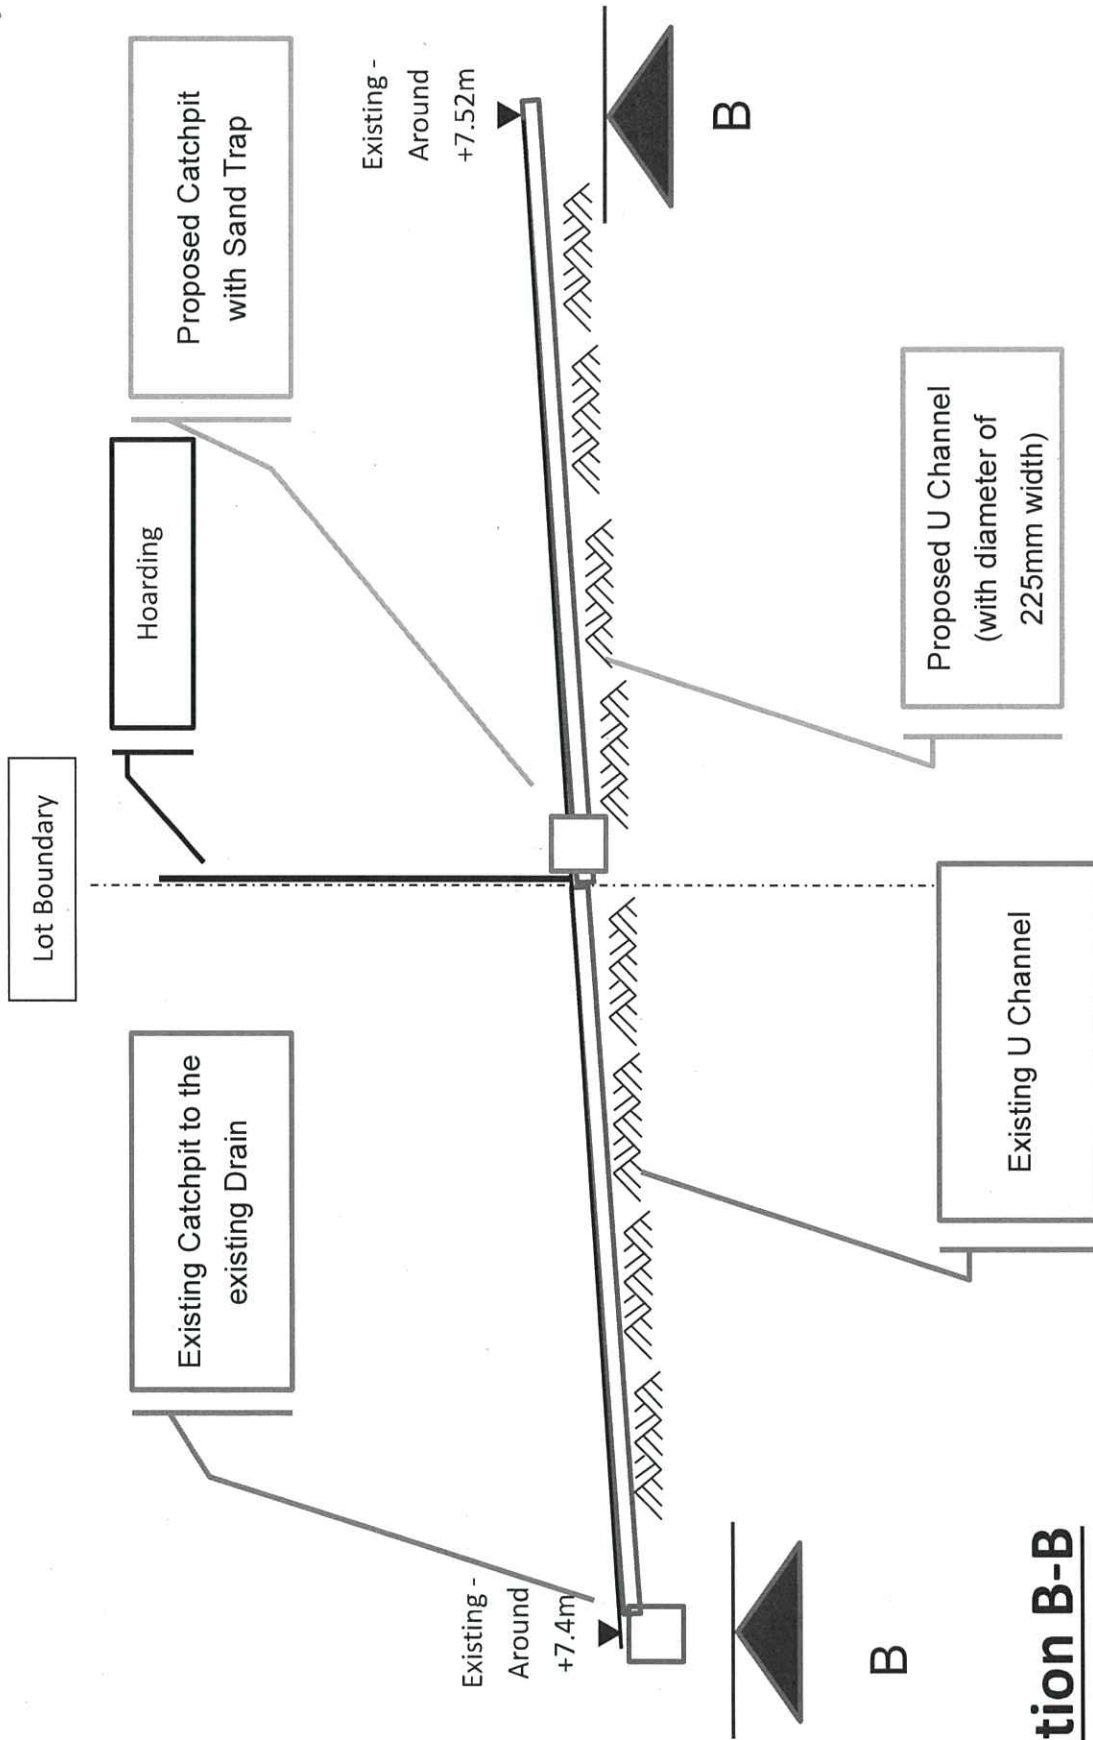 Lot Boundary
Existing Catchpit to the
existing Drain
Hoarding
Proposed Catchpit
with Sand Trap
Existing -
Around
+7.4m
Existing -
Around
+7.52m
B
B
Existing U Channel
Proposed U Channel
(with diameter of
225mm width)
tion B-B